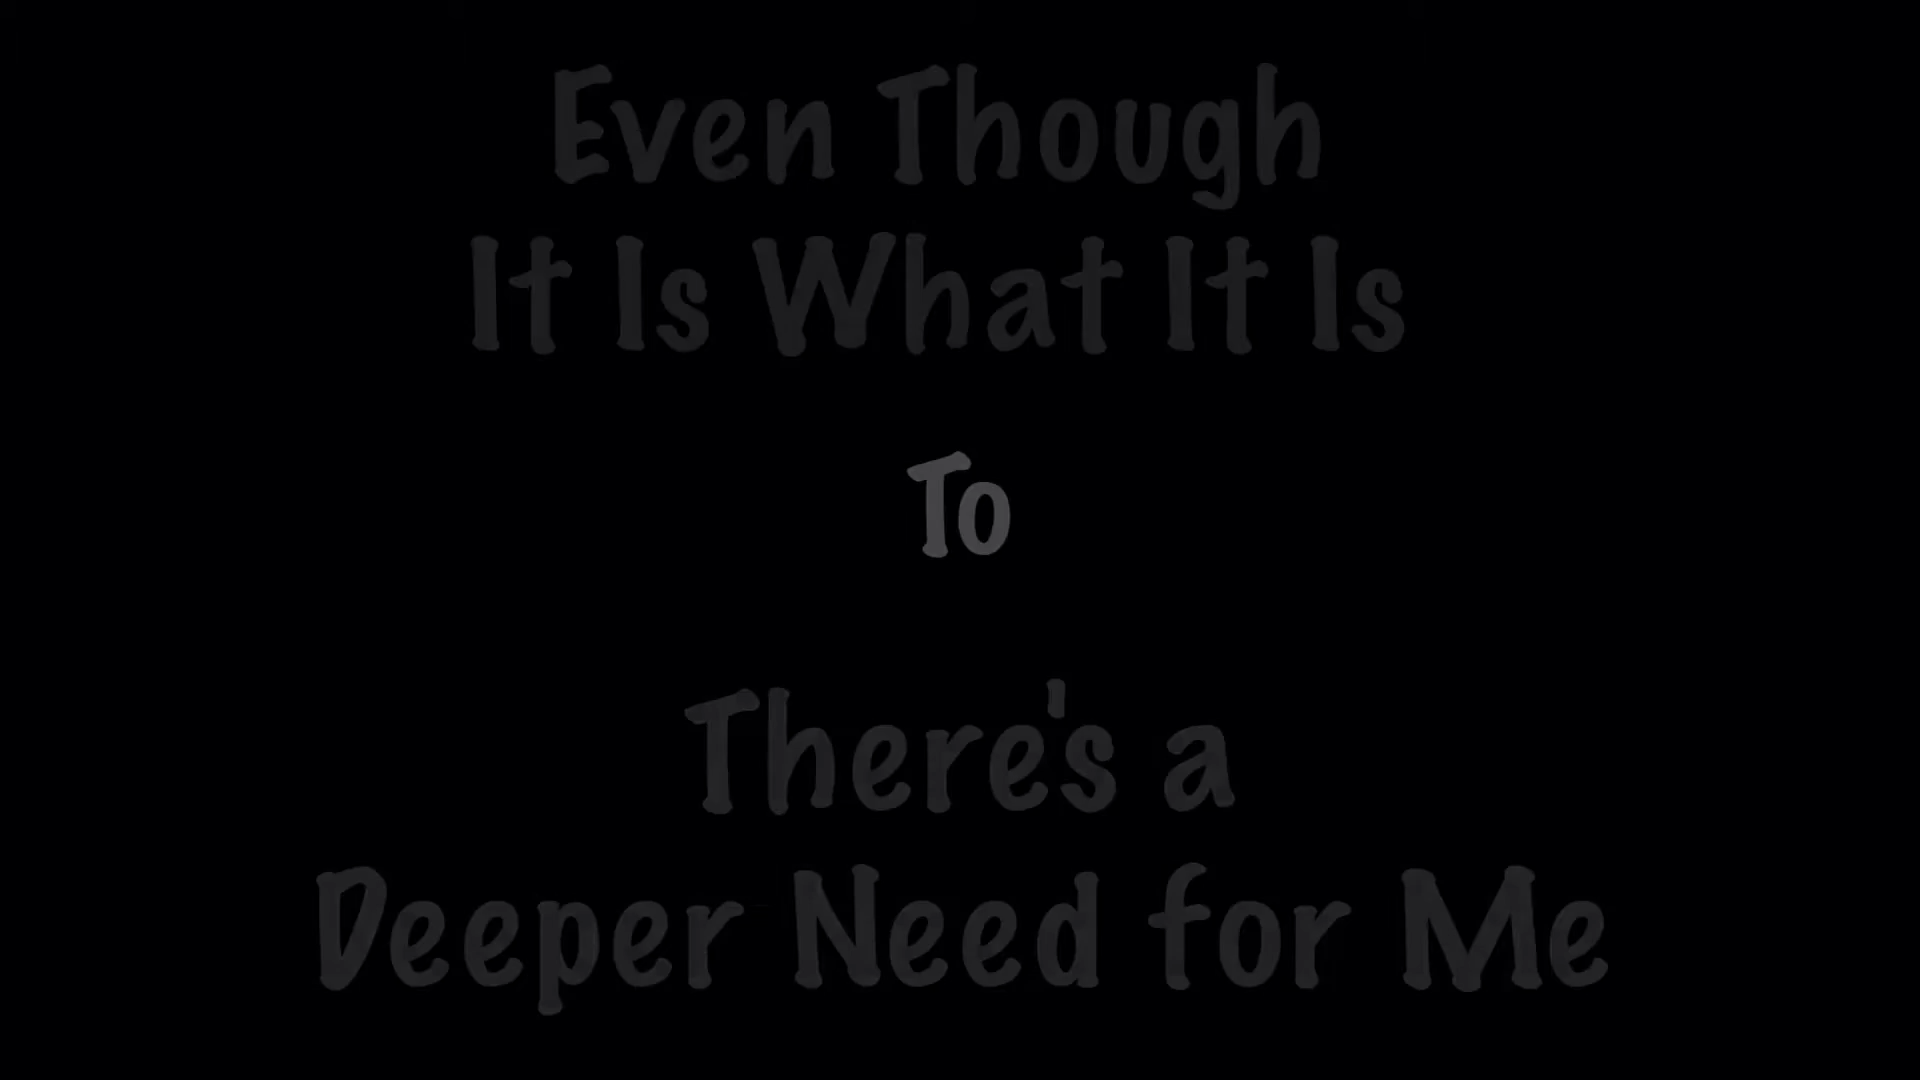 Even Though
It Is What It Is
To
There's a
Deeper Need for Me